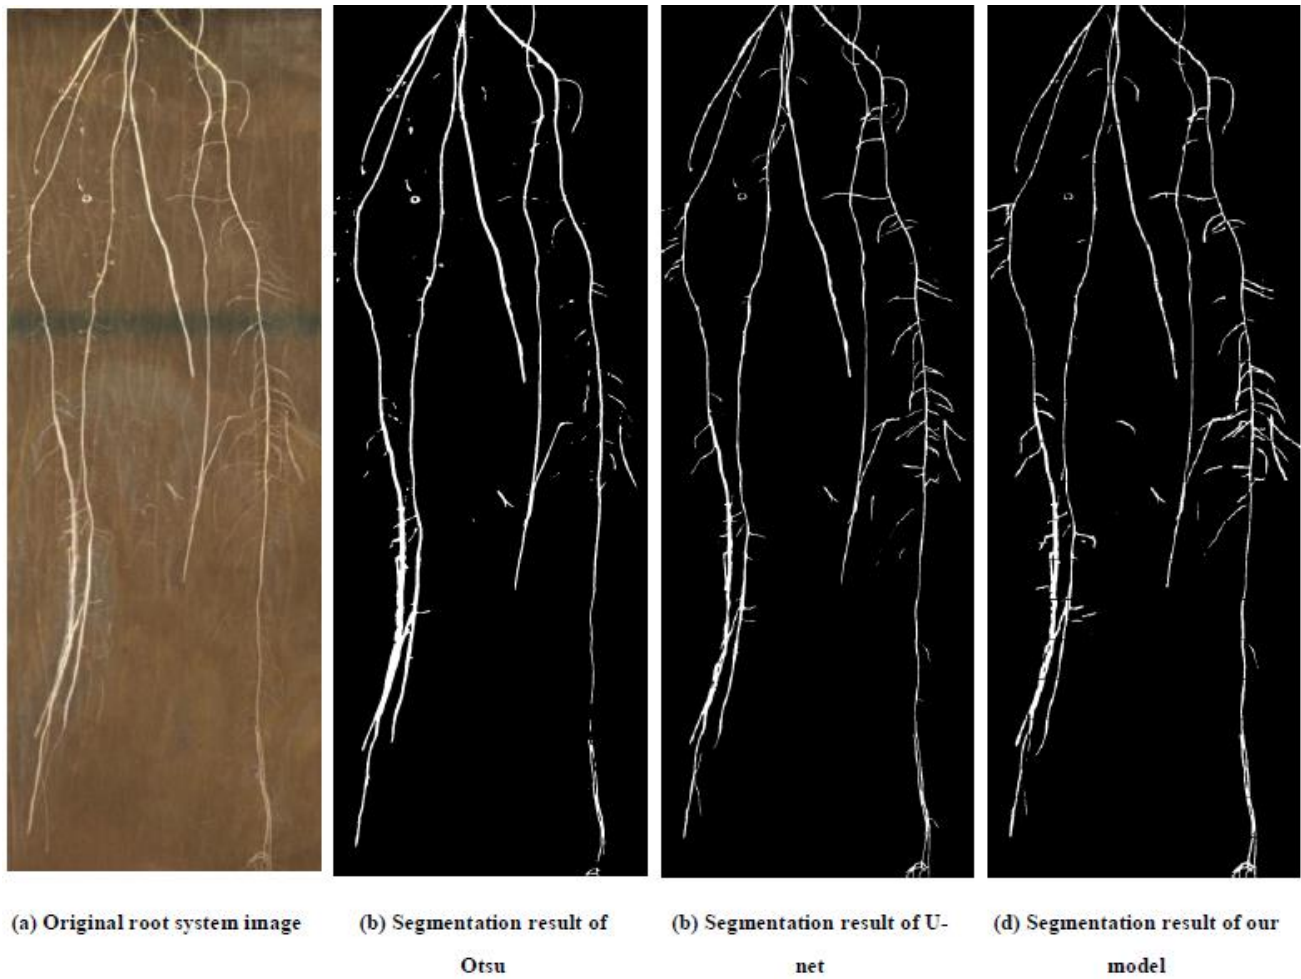 (a) Original root system image
(b) Segmentation result of
Otsu
(b) Segmentation result of U-
net
(d) Segmentation result of our
model